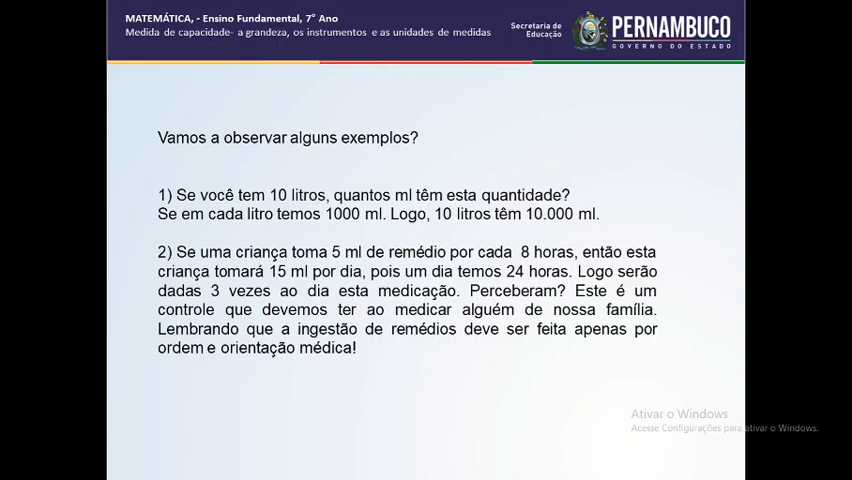 MATEMÁTICA, - Ensino Fundamental, 7º Ano
Medida de capacidade- a grandeza, os instrumentos e as unidades de medidas
Secretaria de
Educação
PERNAMBUCO
GOVERNO DO ESTADO
Vamos a observar alguns exemplos?
1) Se você tem 10 litros, quantos ml têm esta quantidade?
Se em cada litro temos 1000 ml. Logo, 10 litros têm 10.000 ml.
2) Se uma criança toma 5 ml de remédio por cada 8 horas, então esta
criança tomará 15 ml por dia, pois um dia temos 24 horas. Logo serão
dadas 3 vezes ao dia esta medicação. Perceberam? Este é um
controle que devemos ter ao medicar alguém de nossa família.
Lembrando que a ingestão de remédios deve ser feita apenas por
ordem e orientação médica!
Ativar o Windows
Acesse Configurações para ativar o Windows.